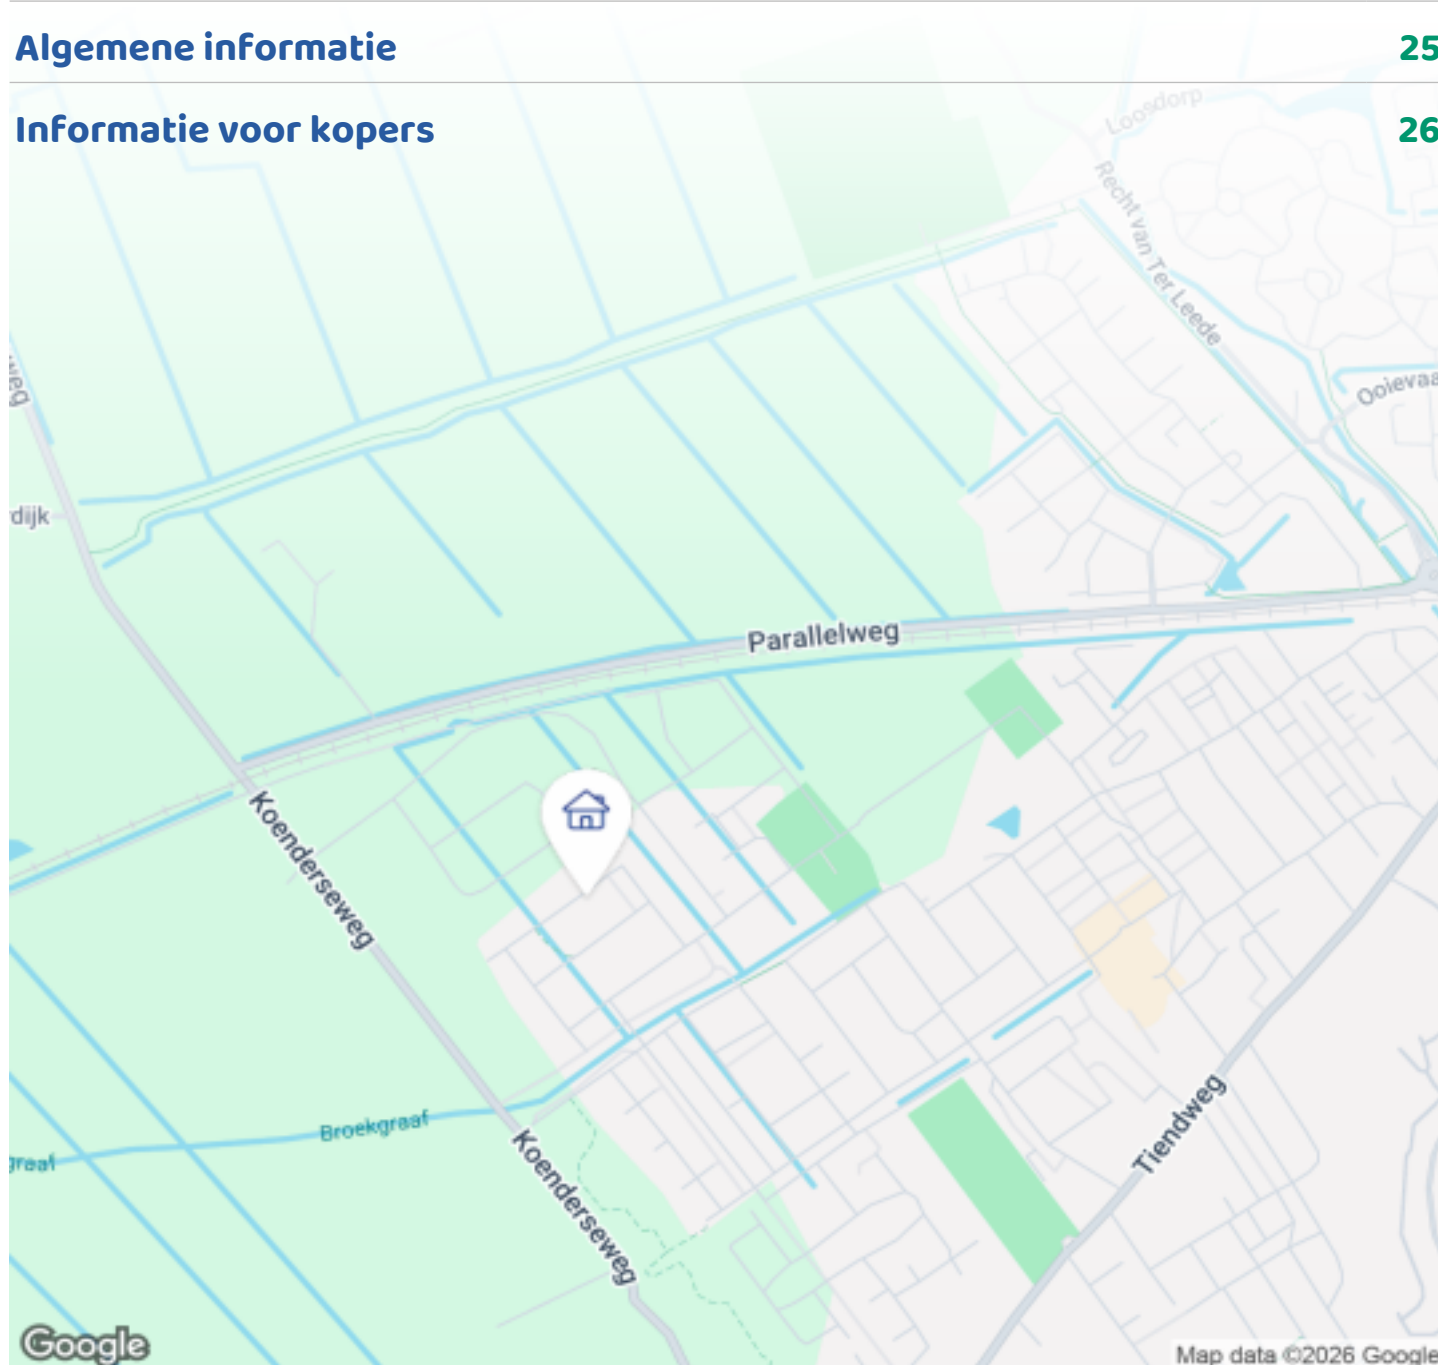 Algemene informatie 25
Informatie voor kopers 26
Loosdorp
Recht van Ter Leede
Ooievaa
weg
dijk
Parallelweg
Koenderseweg
Broekgraaf
graaf
Koenderseweg
Tiendweg
Google
Map data ©2026 Google